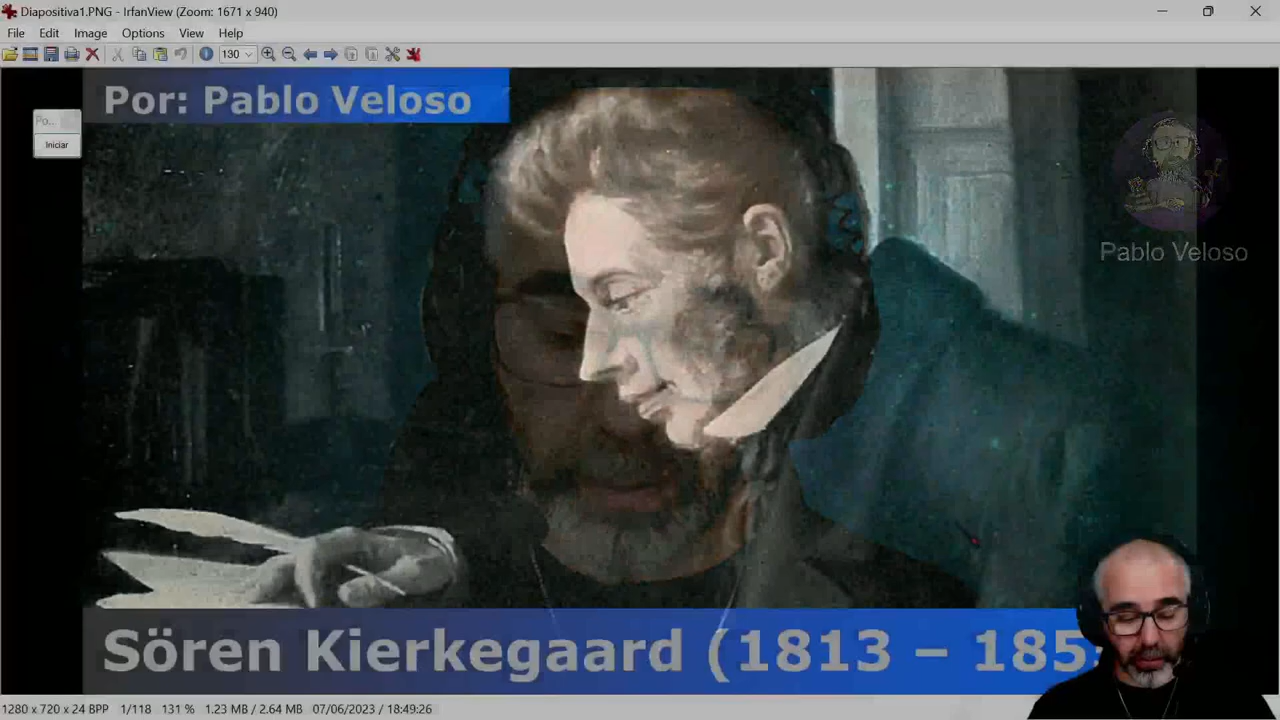 Diapositiva1.PNG - IrfanView (Zoom: 1671 x 940)
File Edit Image Options View Help
130
Por: Pablo Veloso
Po...
Iniciar
Pablo Veloso
Sören Kierkegaard (1813 – 185
1280 x 720 x 24 BPP 1/118 131 % 1.23 MB / 2.64 MB 07/06/2023 / 18:49:26